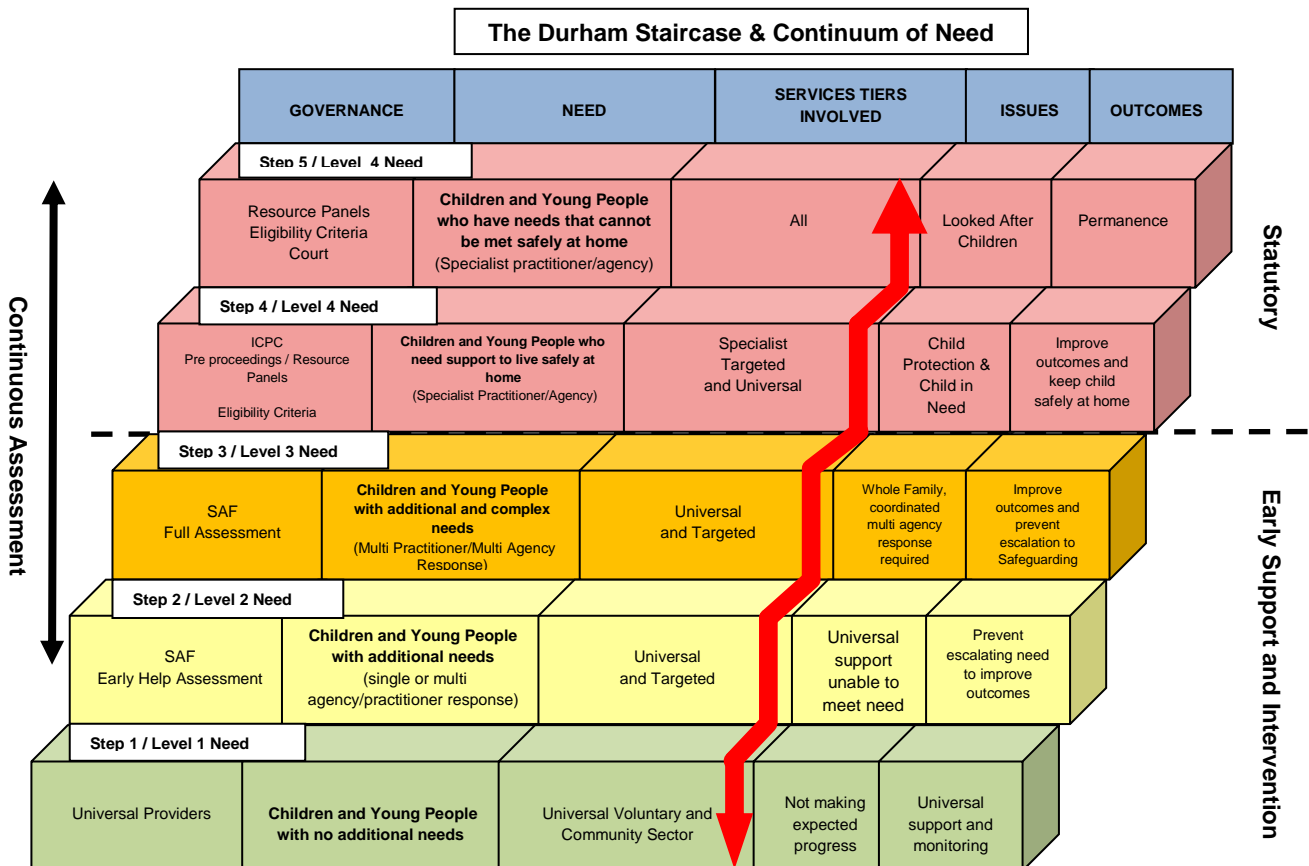 The Durham Staircase & Continuum of Need
GOVERNANCE
NEED
SERVICES TIERS
INVOLVED
ISSUES
OUTCOMES
Step 5 / Level 4 Need
Resource Panels
Eligibility Criteria
Court
Children and Young People
who have needs that cannot
be met safely at home
(Specialist practitioner/agency)
All
Looked After
Children
Permanence
Step 4 / Level 4 Need
ICPC
Pre proceedings / Resource
Panels
Eligibility Criteria
Children and Young People who
need support to live safely at
home
(Specialist Practitioner/Agency)
Specialist
Targeted
and Universal
Child
Protection &
Child in
Need
Improve
outcomes and
keep child
safely at home
Step 3 / Level 3 Need
SAF
Full Assessment
Children and Young People
with additional and complex
needs
(Multi Practitioner/Multi Agency
Response)
Universal
and Targeted
Whole Family,
coordinated
multi agency
response
required
Improve
outcomes and
prevent
escalation to
Safeguarding
Step 2 / Level 2 Need
SAF
Early Help Assessment
Children and Young People
with additional needs
(single or multi
agency/practitioner response)
Universal
and Targeted
Universal
support
unable to
meet need
Prevent
escalating need
to improve
outcomes
Step 1 / Level 1 Need
Universal Providers
Children and Young People
with no additional needs
Universal Voluntary and
Community Sector
Not making
expected
progress
Universal
support and
monitoring
Continuous Assessment
Statutory
Early Support and Intervention